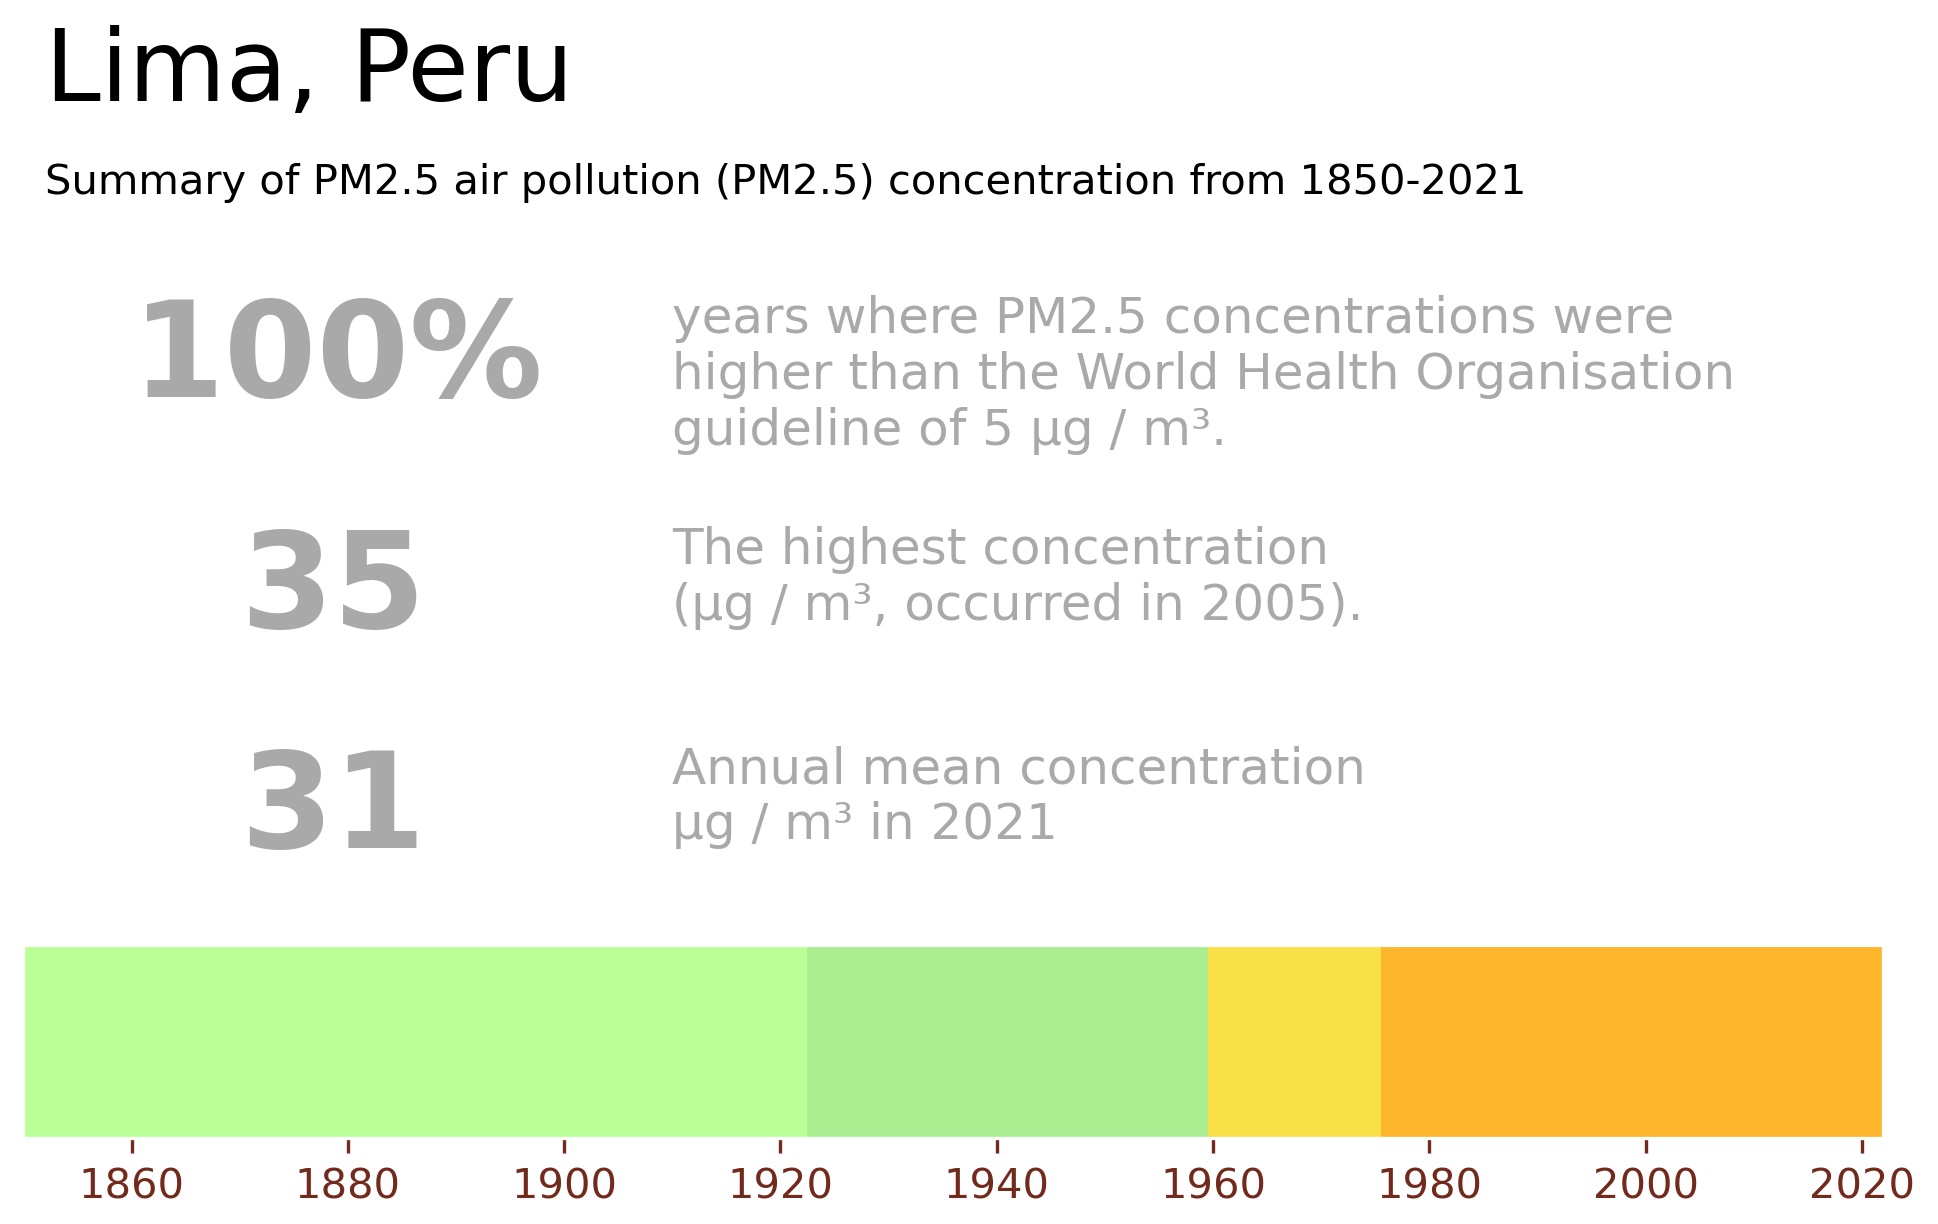 Lima, Peru
Summary of PM2.5 air pollution (PM2.5) concentration from 1850-2021
100%
years where PM2.5 concentrations were
higher than the World Health Organisation
guideline of 5 µg / m³.
35
The highest concentration
(µg / m³, occurred in 2005).
31
Annual mean concentration
µg / m³ in 2021
1860 1880 1900 1920 1940 1960 1980 2000 2020